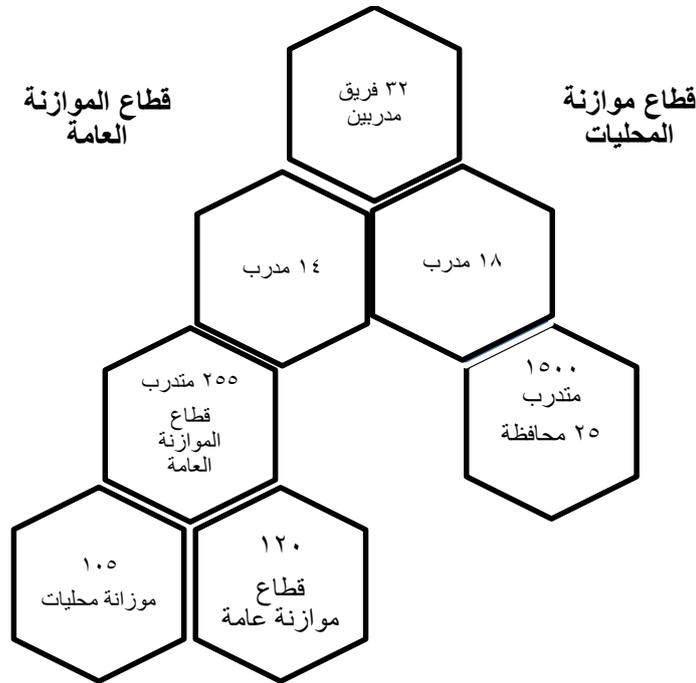 ٣٢ فريق
مدربين
قطاع موازنة
المحليات
قطاع الموازنة
العامة
١٨ مدرب
١٤ مدرب
١٥٠٠
متدرب
٢٥ محافظة
٢٥٥ متدرب
قطاع
الموازنة
العامة
١٢٠
قطاع
موازنة عامة
١٠٥
موزانة محليات